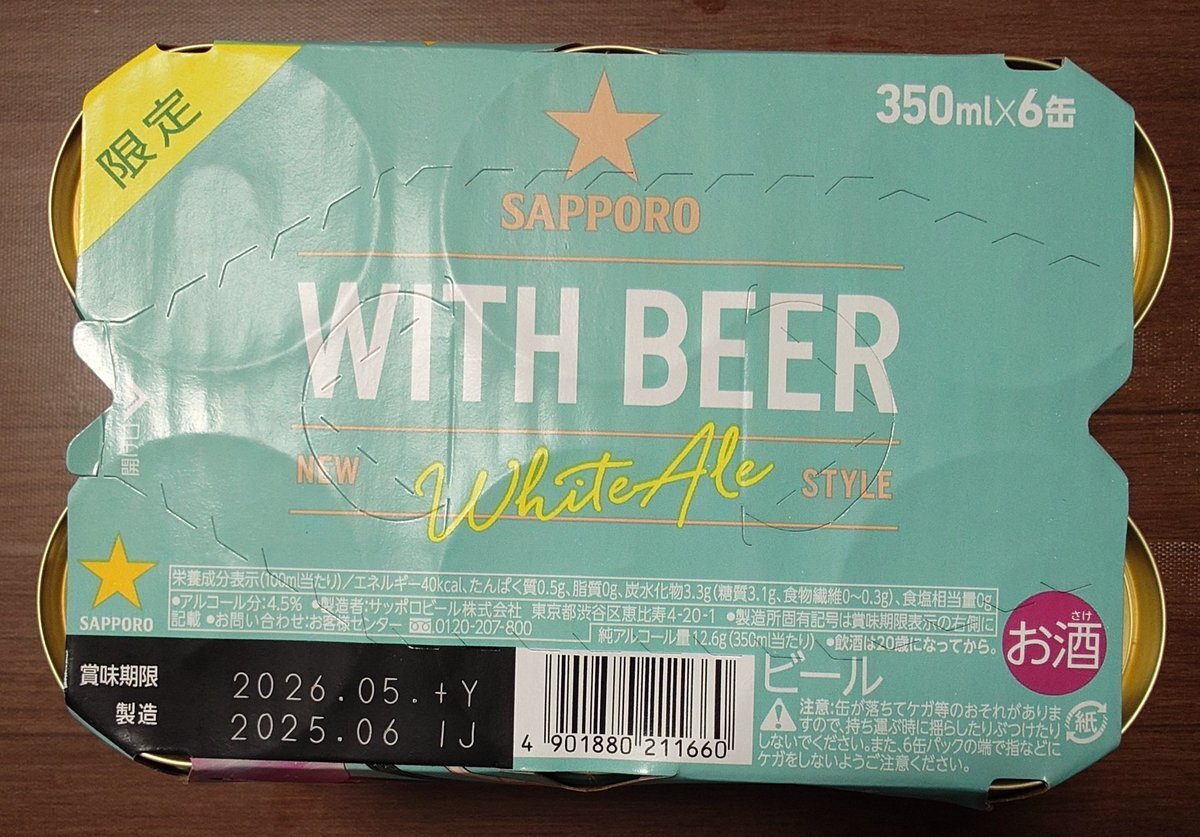 限定
350ml×6缶
SAPPORO
WITH BEER
NEW White Ale STYLE
開け口
SAPPORO
栄養成分表示(100ml当たり)/エネルギー40kcal、たんぱく質0.5g、脂質0g、炭水化物3.3g(糖質3.1g、食物繊維0~0.3g)、食塩相当量0g
●アルコール分:4.5% ●製造者:サッポロビール株式会社 東京都渋谷区恵比寿4-20-1 ●製造所固有記号は賞味期限表示の右側に
記載 ●お問い合わせ:お客様センター 0120-207-800
純アルコール量12.6g(350ml当たり) ●飲酒は20歳になってから。
さけ
お酒
賞味期限 2026.05.+Y
製造 2025.06 IJ
4 901880 211660
ビール
注意:缶が落ちてケガ等のおそれがありま
すので、持ち運ぶ時に揺らしたりぶつけたり
しないでください。また、6缶パックの端で指などに
ケガをしないようご注意ください。
紙